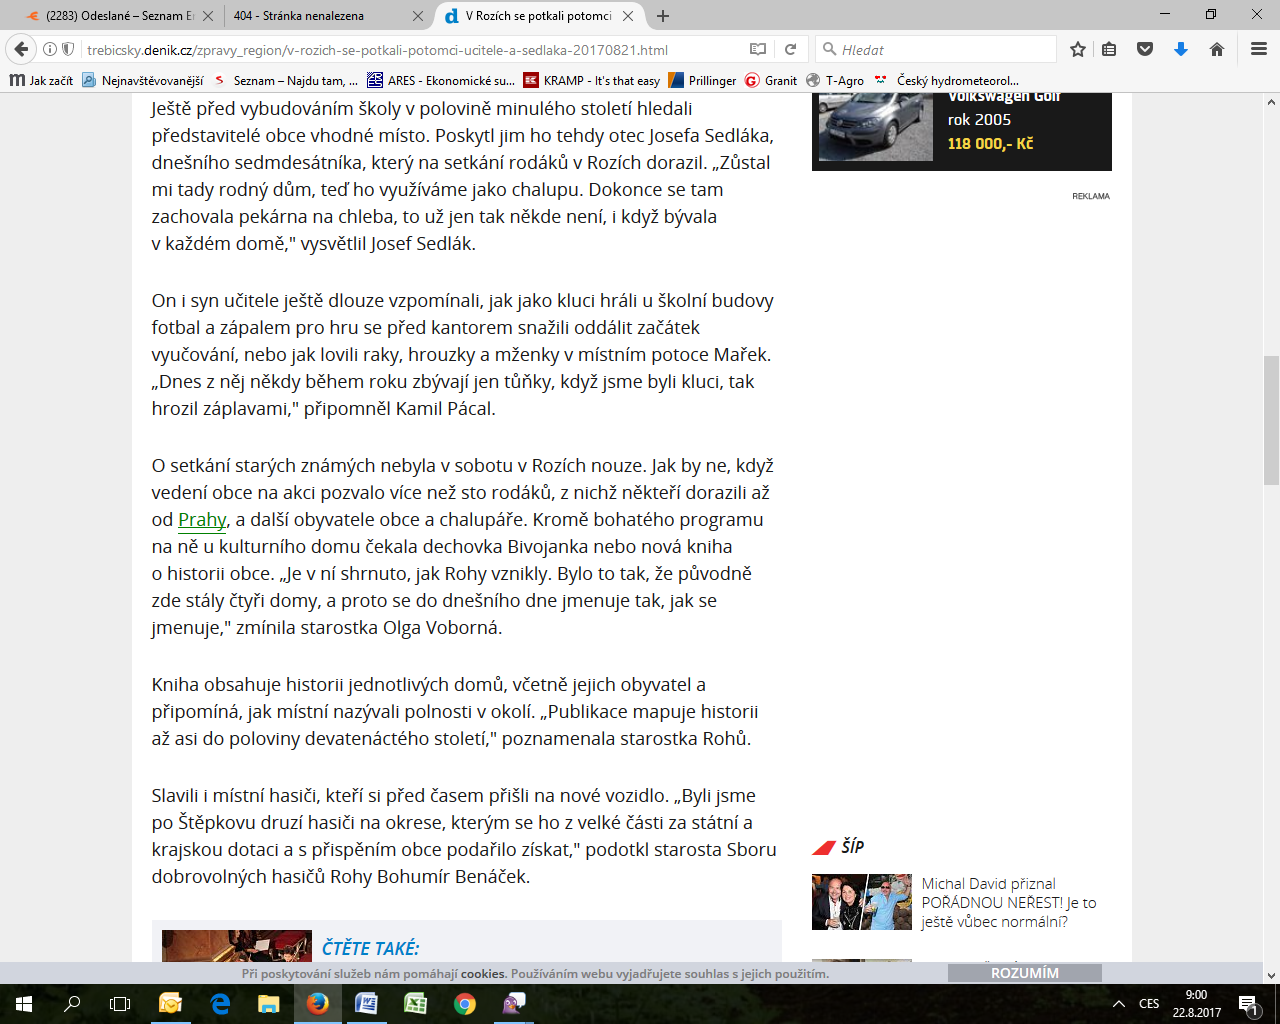 (2283) Odeslané – Seznam E
404 - Stránka nenalezena
V Rozích se potkali potomci
trebicsky.denik.cz/zpravy_region/v-rozich-se-potkali-potomci-ucitele-a-sedlaka-20170821.html
Hledat
Jak začít
Nejnavštěvovanější
Seznam – Najdu tam, ...
ARES - Ekonomické su...
KRAMP - It's that easy
Prillinger
Granit
T-Agro
Český hydrometeorol...
Ještě před vybudováním školy v polovině minulého století hledali
představitelé obce vhodné místo. Poskytl jim ho tehdy otec Josefa Sedláka,
dnešního sedmdesátníka, který na setkání rodáků v Rozích dorazil. „Zůstal
mi tady rodný dům, teď ho využíváme jako chalupu. Dokonce se tam
zachovala pekárna na chleba, to už jen tak někde není, i když bývala
v každém domě," vysvětlil Josef Sedlák.
On i syn učitele ještě dlouze vzpomínali, jak jako kluci hráli u školní budovy
fotbal a zápalem pro hru se před kantorem snažili oddálit začátek
vyučování, nebo jak lovili raky, hrouzky a mženky v místním potoce Mařek.
„Dnes z něj někdy během roku zbývají jen tůňky, když jsme byli kluci, tak
hrozil záplavami," připomněl Kamil Pácal.
O setkání starých známých nebyla v sobotu v Rozích nouze. Jak by ne, když
vedení obce na akci pozvalo více než sto rodáků, z nichž někteří dorazili až
od Prahy, a další obyvatele obce a chalupáře. Kromě bohatého programu
na ně u kulturního domu čekala dechovka Bivojanka nebo nová kniha
o historii obce. „Je v ní shrnuto, jak Rohy vznikly. Bylo to tak, že původně
zde stály čtyři domy, a proto se do dnešního dne jmenuje tak, jak se
jmenuje," zmínila starostka Olga Voborná.
Kniha obsahuje historii jednotlivých domů, včetně jejich obyvatel a
připomíná, jak místní nazývali polnosti v okolí. „Publikace mapuje historii
až asi do poloviny devatenáctého století," poznamenala starostka Rohů.
Slavili i místní hasiči, kteří si před časem přišli na nové vozidlo. „Byli jsme
po Štěpkovu druzí hasiči na okrese, kterým se ho z velké části za státní a
krajskou dotaci a s přispěním obce podařilo získat," podotkl starosta Sboru
dobrovolných hasičů Rohy Bohumír Benáček.
ČTĚTE TAKÉ:
Volkswagen Golf
rok 2005
118 000,- Kč
REKLAMA
ŠÍP
Michal David přiznal
POŘÁDNOU NEŘEST! Je to
ještě vůbec normální?
Při poskytování služeb nám pomáhají cookies. Používáním webu vyjadřujete souhlas s jejich použitím.
ROZUMÍM
CES
9:00
22.8.2017
1